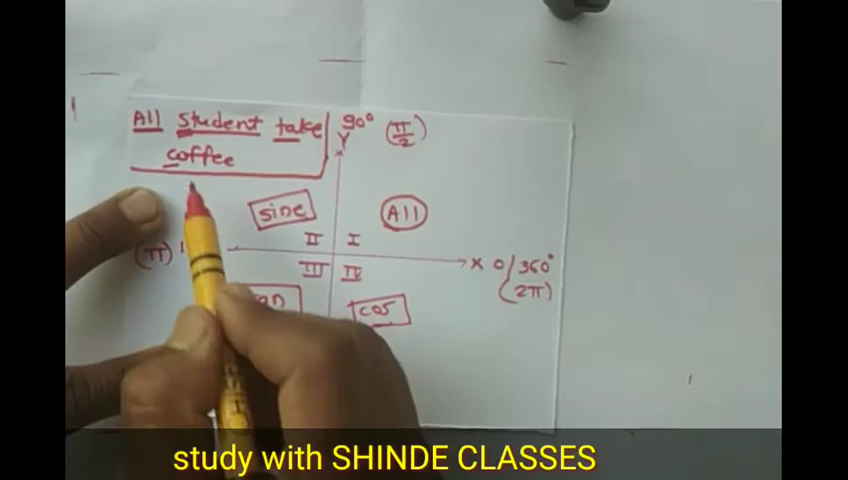 All Student take
coffee
90° (π/2)
Y
sine
All
II I
(π)
X 0/360°
III IV
(2π)
cos
study with SHINDE CLASSES